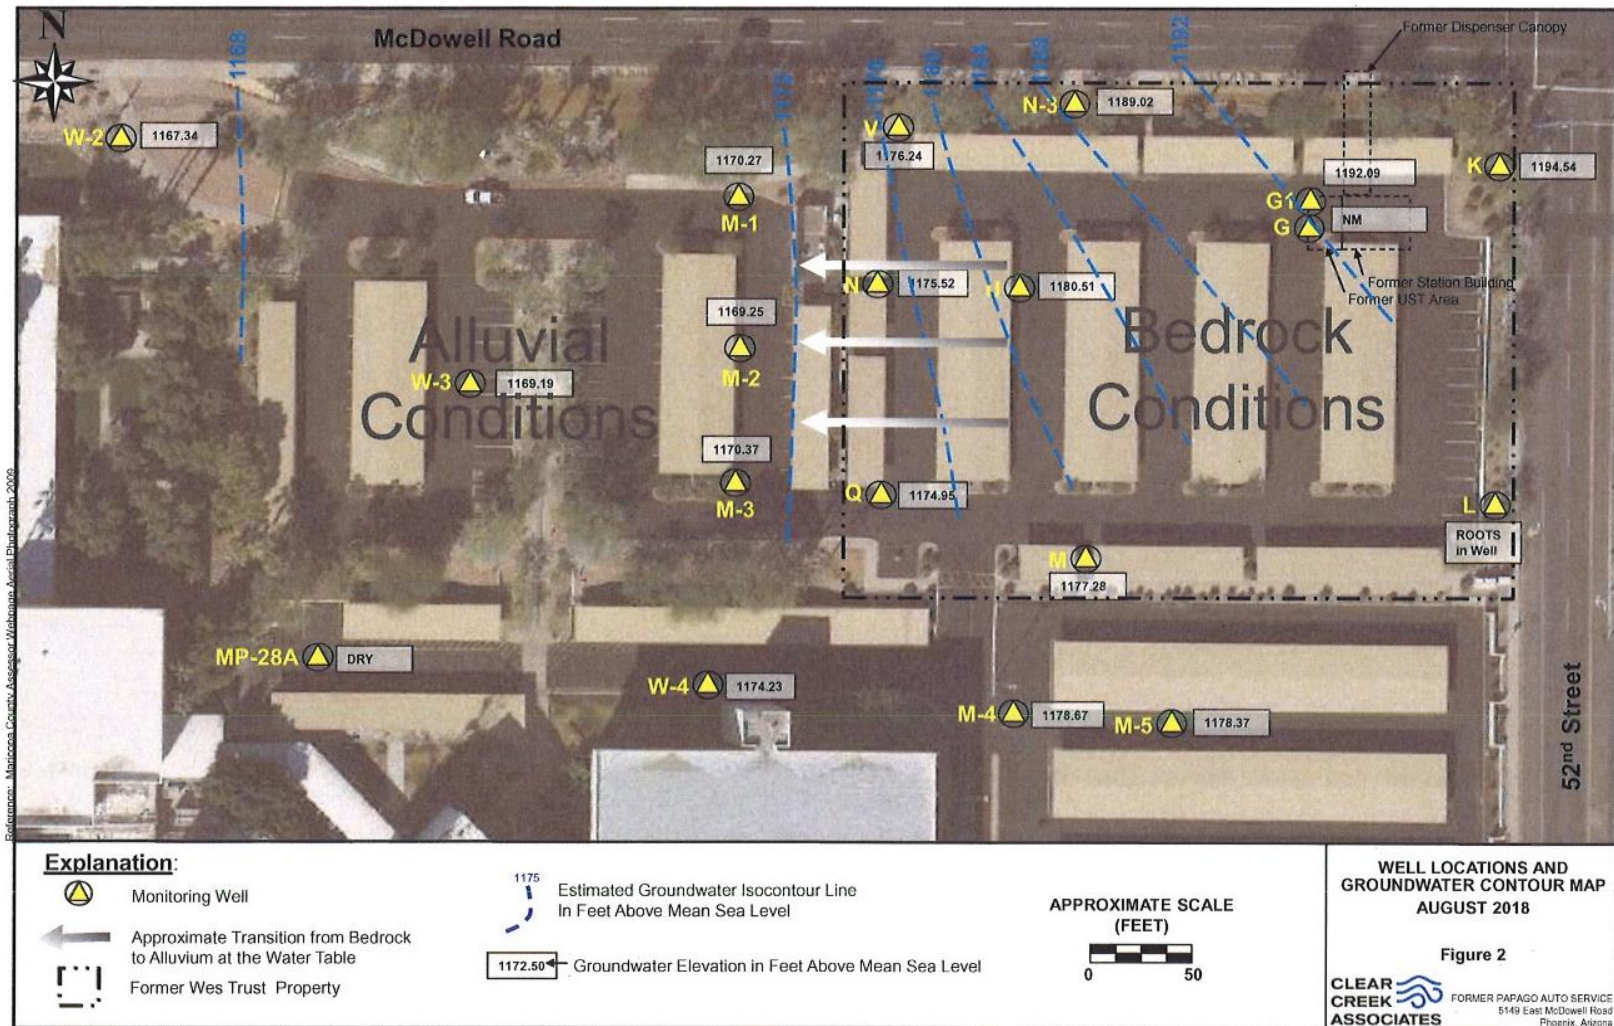 N
McDowell Road
1168
1172
1176
1180
1184
1188
1192
Former Dispenser Canopy
W-2
1167.34
1170.27
M-1
V
1176.24
N-3
1189.02
K
1194.54
1192.09
G1
G
NM
Former Station Building
Former UST Area
N
1175.52
1180.51
1169.25
M-2
Alluvial
Conditions
W-3
1169.19
Bedrock
Conditions
1170.37
M-3
Q
1174.95
L
ROOTS
in Well
M
1177.28
MP-28A
DRY
W-4
1174.23
M-4
1178.67
M-5
1178.37
52nd Street
Reference: Maricopa County Assessor Webpage Aerial Photograph 2009
Explanation:
Monitoring Well
Approximate Transition from Bedrock
to Alluvium at the Water Table
Former Wes Trust Property
1175
Estimated Groundwater Isocontour Line
In Feet Above Mean Sea Level
1172.50
Groundwater Elevation in Feet Above Mean Sea Level
APPROXIMATE SCALE
(FEET)
0 50
WELL LOCATIONS AND
GROUNDWATER CONTOUR MAP
AUGUST 2018
Figure 2
CLEAR
CREEK
ASSOCIATES
FORMER PAPAGO AUTO SERVICE
5149 East McDowell Road
Phoenix, Arizona